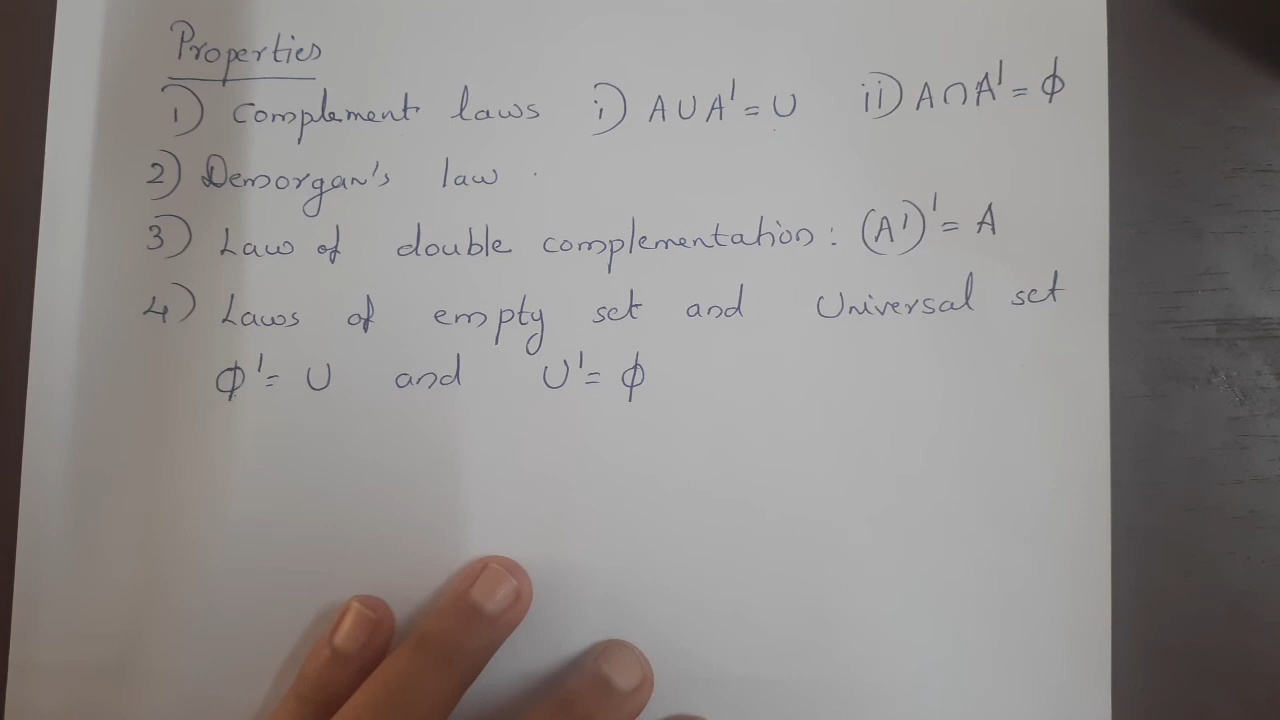 Properties
1) Complement laws i) A∪A' = U ii) A∩A' = ϕ
2) Demorgan's law .
3) Law of double complementation : (A')' = A
4) Laws of empty set and Universal set
ϕ' = U and U' = ϕ